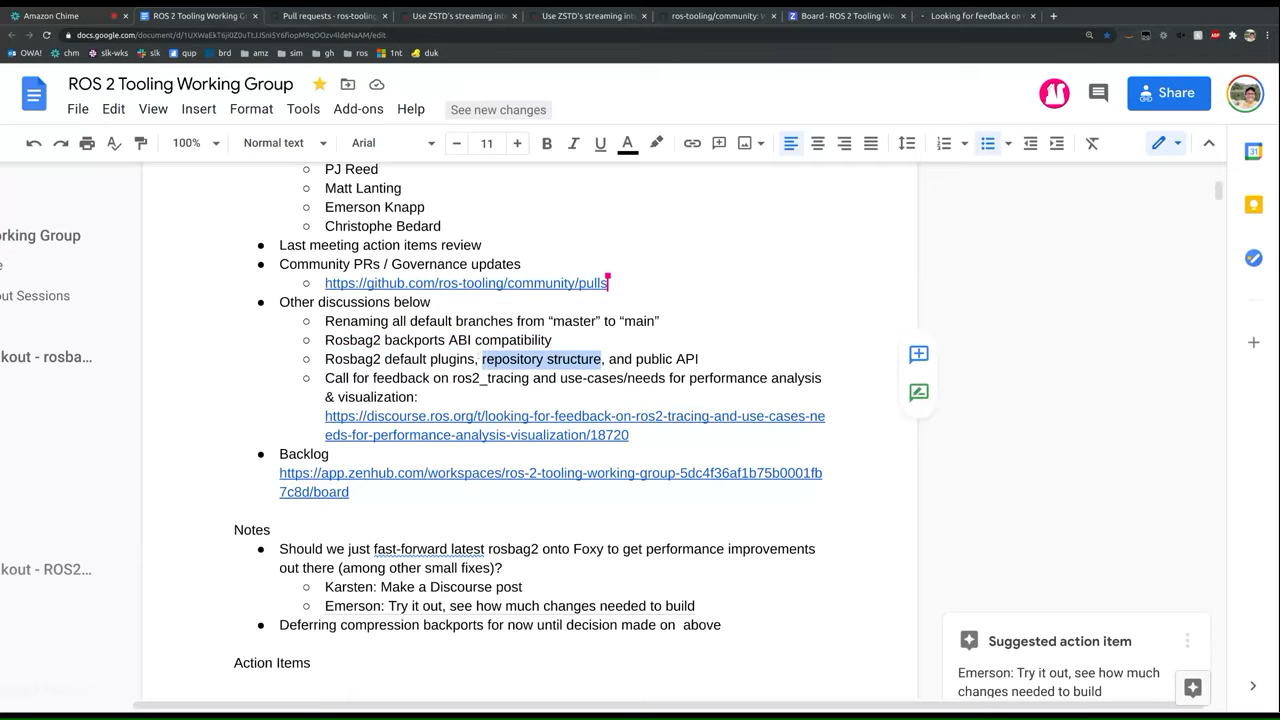 Amazon Chime
ROS 2 Tooling Working Gr
Pull requests · ros-tooling
Use ZSTD's streaming int
Use ZSTD's streaming int
ros-tooling/community: W
Board · ROS 2 Tooling Wo
Looking for feedback on r
OWA!
chm
slk-wks
slk
qup
brd
amz
sim
gh
ros
1nt
duk
ROS 2 Tooling Working Group
File
Edit
View
Insert
Format
Tools
Add-ons
Help
See new changes
Share
100%
Normal text
Arial
11
PJ Reed
Matt Lanting
Emerson Knapp
Christophe Bedard
Last meeting action items review
Community PRs / Governance updates
https://github.com/ros-tooling/community/pulls
Other discussions below
Renaming all default branches from “master” to “main”
Rosbag2 backports ABI compatibility
Rosbag2 default plugins, repository structure, and public API
Call for feedback on ros2_tracing and use-cases/needs for performance analysis
& visualization:
https://discourse.ros.org/t/looking-for-feedback-on-ros2-tracing-and-use-cases-ne
eds-for-performance-analysis-visualization/18720
Backlog
https://app.zenhub.com/workspaces/ros-2-tooling-working-group-5dc4f36af1b75b0001fb
7c8d/board
Notes
Should we just fast-forward latest rosbag2 onto Foxy to get performance improvements
out there (among other small fixes)?
Karsten: Make a Discourse post
Emerson: Try it out, see how much changes needed to build
Deferring compression backports for now until decision made on above
Action Items
rking Group
e
out Sessions
kout - rosba...
kout - ROS2...
Suggested action item
Emerson: Try it out, see how much
changes needed to build